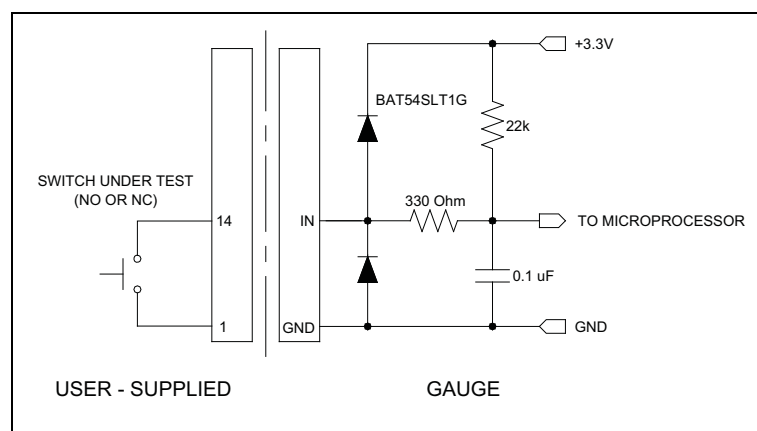 +3.3V
BAT54SLT1G
22k
SWITCH UNDER TEST
(NO OR NC)
14
IN
330 Ohm
TO MICROPROCESSOR
0.1 uF
1
GND
GND
USER - SUPPLIED
GAUGE